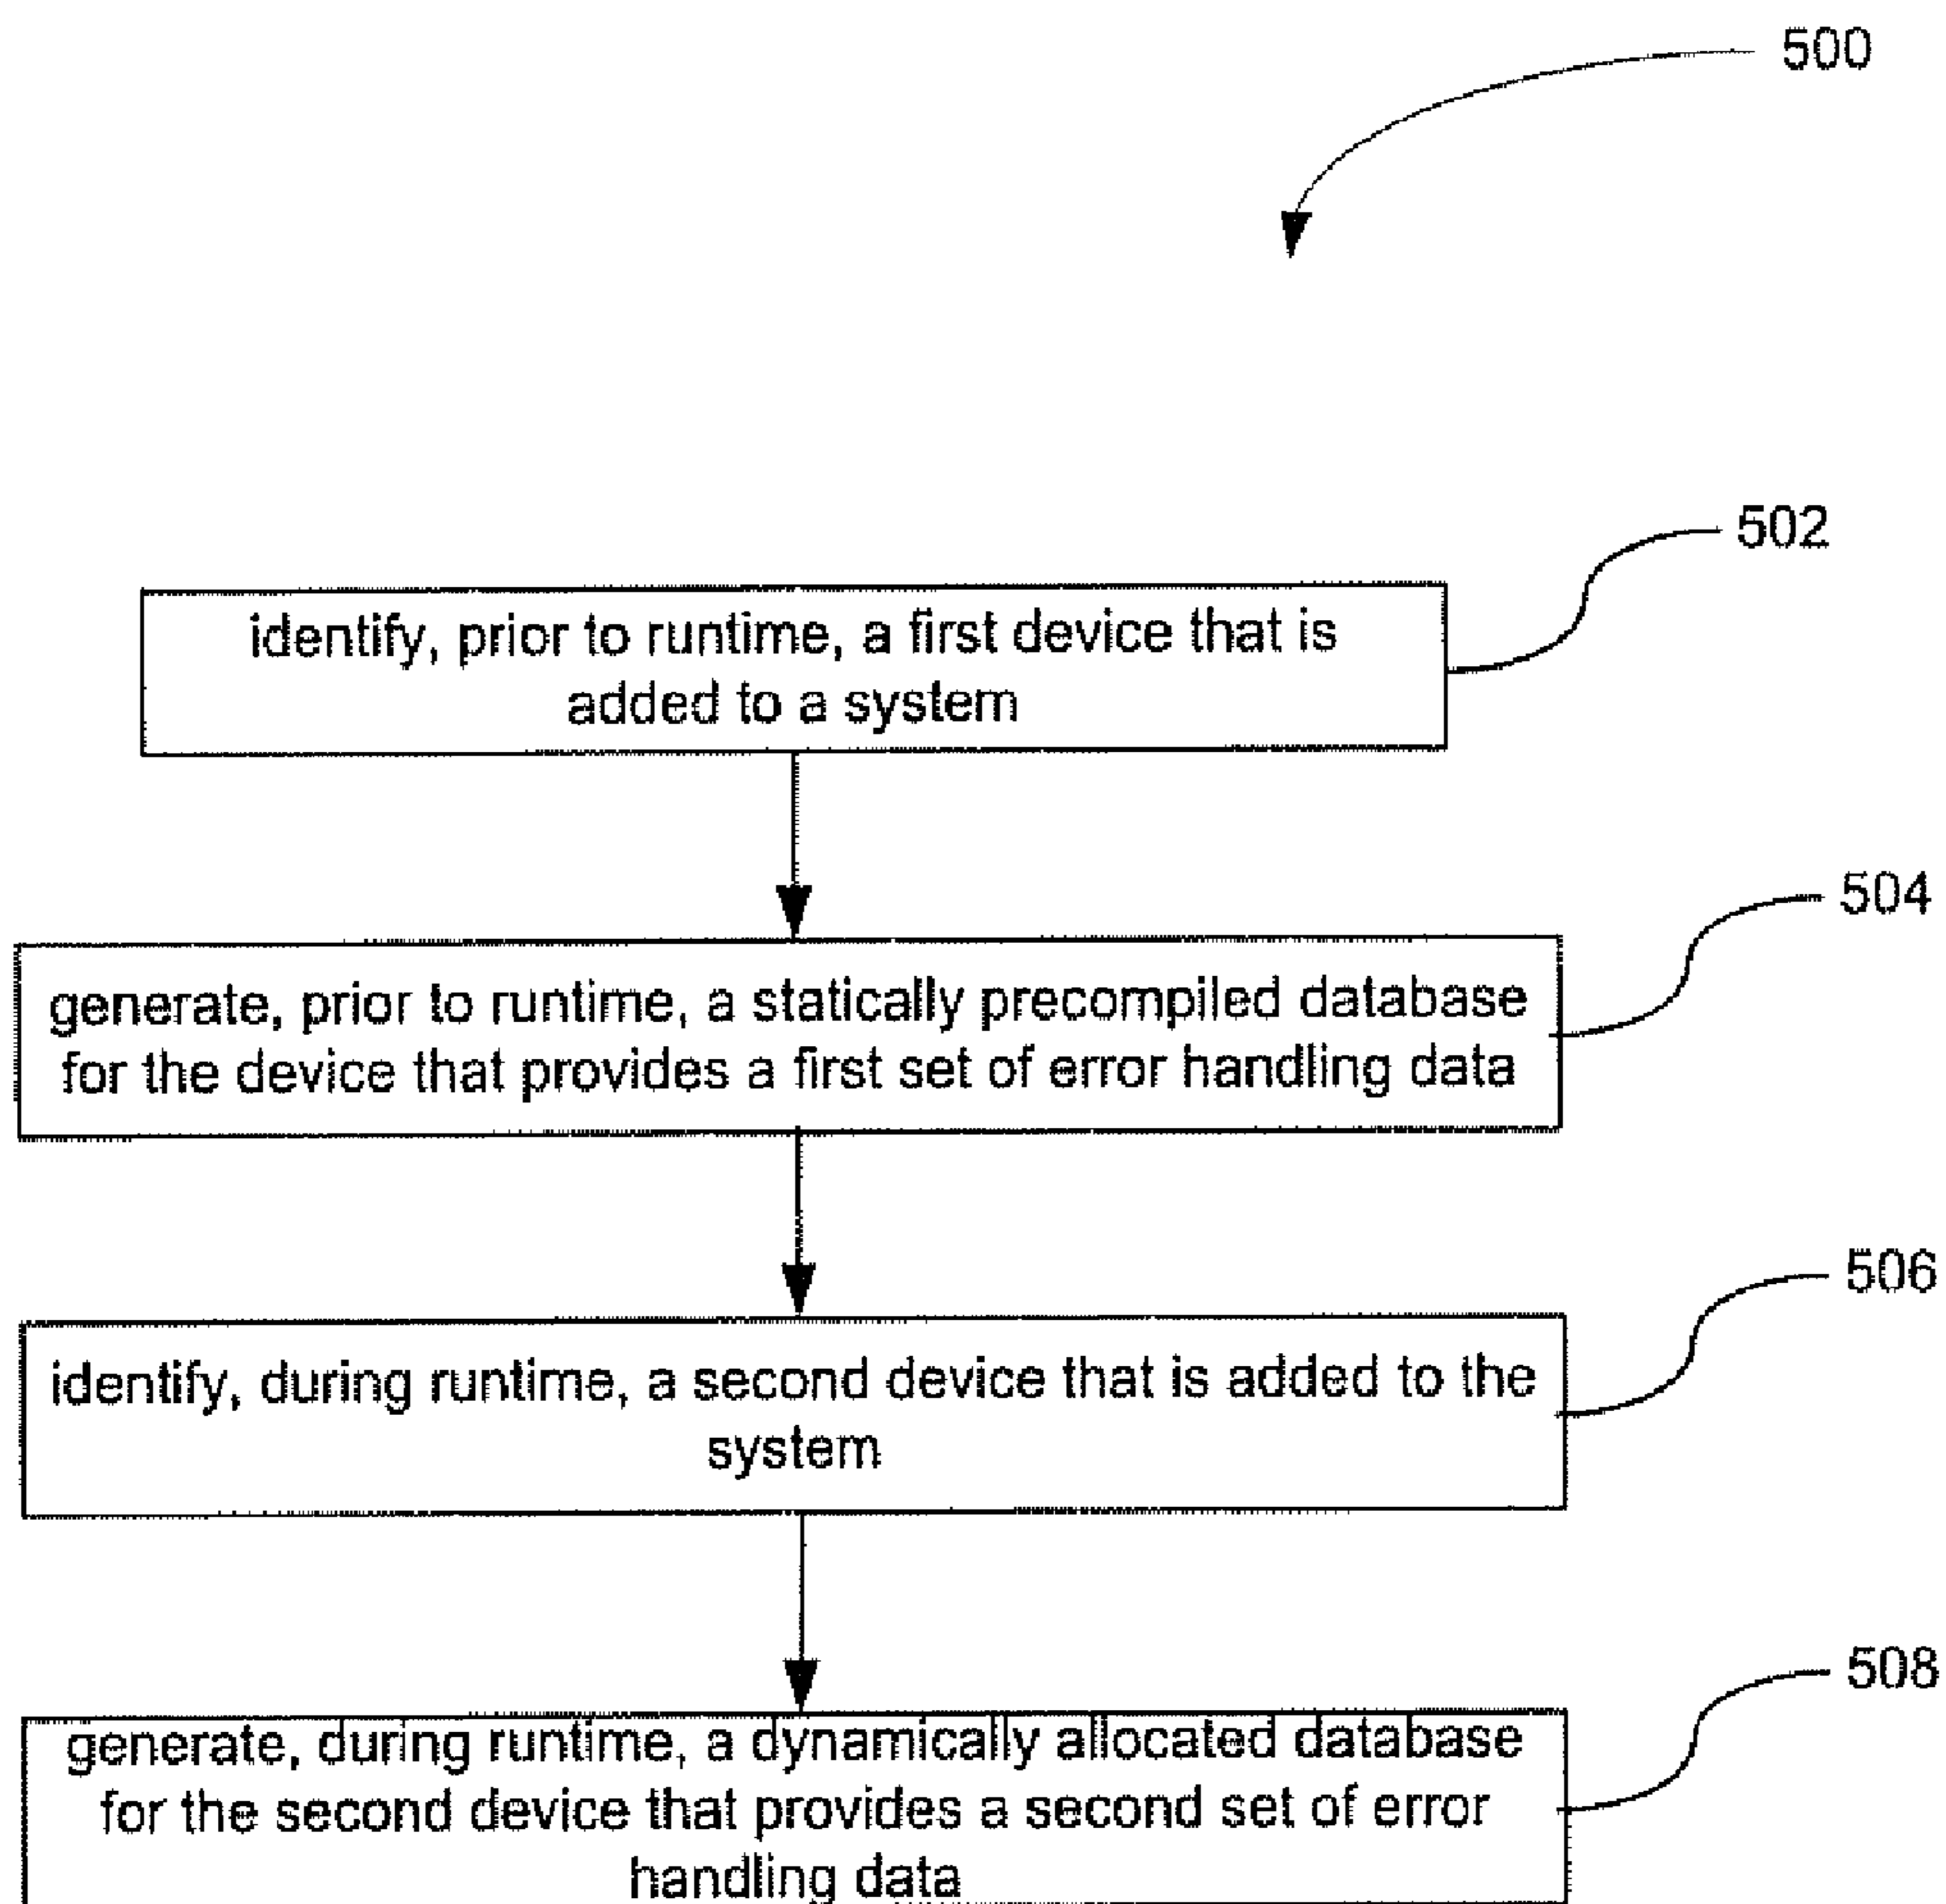 500
502
identify, prior to runtime, a first device that is
added to a system
504
generate, prior to runtime, a statically precompiled database
for the device that provides a first set of error handling data
506
identify, during runtime, a second device that is added to the
system
508
generate, during runtime, a dynamically allocated database
for the second device that provides a second set of error
handling data